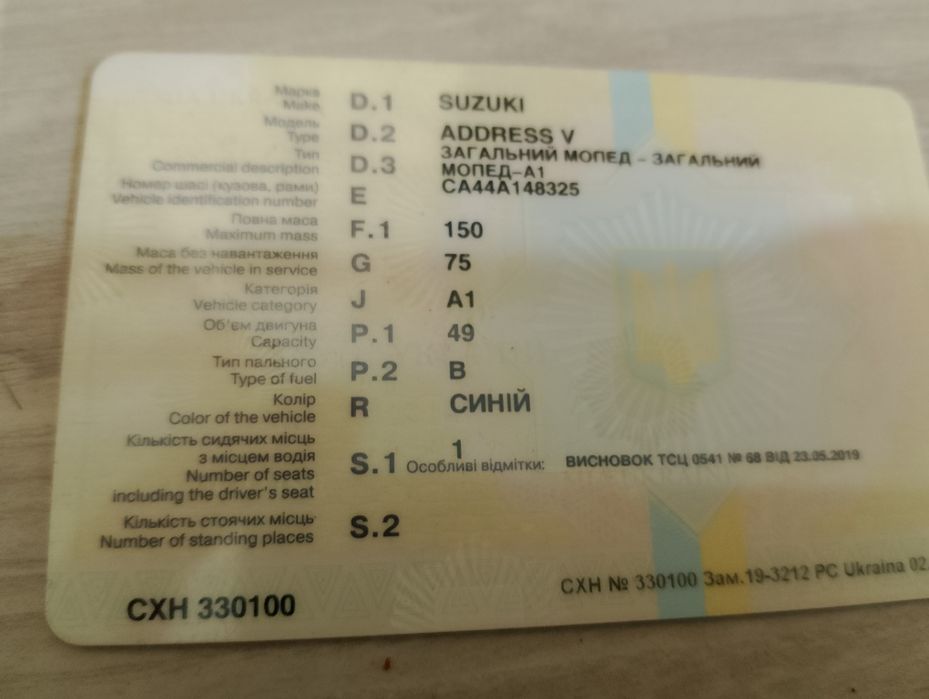 Марка
Make D.1 SUZUKI
Модель
Type D.2 ADDRESS V
Тип
Commercial description D.3 ЗАГАЛЬНИЙ МОПЕД – ЗАГАЛЬНИЙ
МОПЕД-А1
Номер шасі (кузова, рами)
Vehicle identification number E CA44A148325
Повна маса
Maximum mass F.1 150
Маса без навантаження
Mass of the vehicle in service G 75
Категорія
Vehicle category J A1
Об'єм двигуна
Capacity P.1 49
Тип пального
Type of fuel P.2 B
Колір
Color of the vehicle R СИНІЙ
Кількість сидячих місць
з місцем водія
Number of seats
including the driver's seat S.1 1
Особливі відмітки: ВИСНОВОК ТСЦ 0541 № 68 ВІД 23.05.2019
Кількість стоячих місць
Number of standing places S.2
СХН 330100
СХН № 330100 Зам.19-3212 PC Ukraina 02